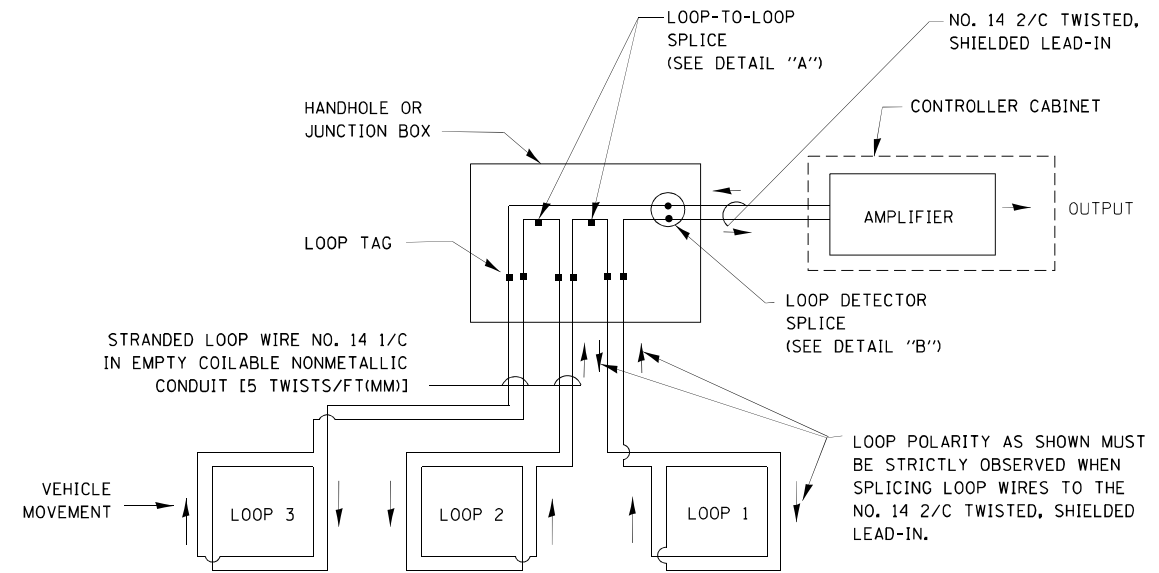 LOOP-TO-LOOP
SPLICE
(SEE DETAIL "A")
NO. 14 2/C TWISTED,
SHIELDED LEAD-IN
HANDHOLE OR
JUNCTION BOX
CONTROLLER CABINET
AMPLIFIER
OUTPUT
LOOP TAG
LOOP DETECTOR
SPLICE
(SEE DETAIL "B")
STRANDED LOOP WIRE NO. 14 1/C
IN EMPTY COILABLE NONMETALLIC
CONDUIT [5 TWISTS/FT(MM)]
LOOP POLARITY AS SHOWN MUST
BE STRICTLY OBSERVED WHEN
SPLICING LOOP WIRES TO THE
NO. 14 2/C TWISTED, SHIELDED
LEAD-IN.
VEHICLE
MOVEMENT
LOOP 3
LOOP 2
LOOP 1